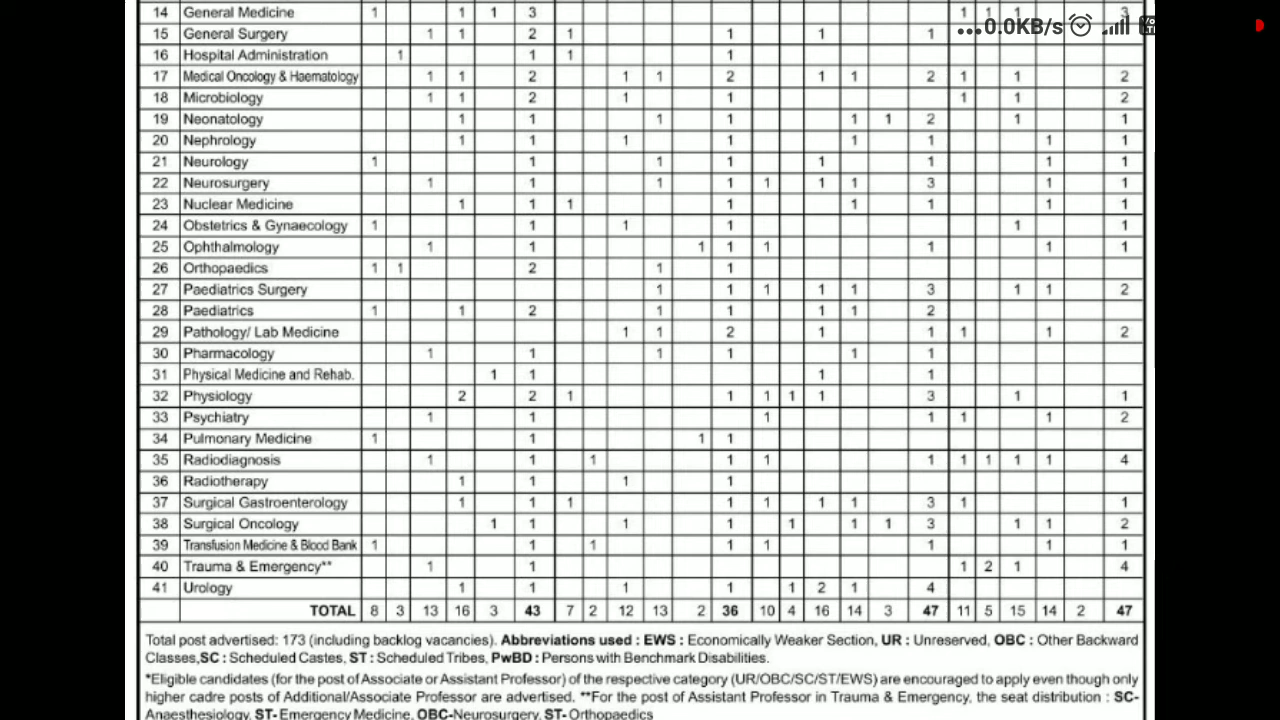 14 General Medicine 1 1 1 3 1 1 1 3
...0.0KB/s
15 General Surgery 1 1 2 1 1 1 1
16 Hospital Administration 1 1 1 1
17 Medical Oncology & Haematology 1 1 2 1 1 2 1 1 2 1 1 2
18 Microbiology 1 1 2 1 1 1 1 2
19 Neonatology 1 1 1 1 1 1 2 1 1
20 Nephrology 1 1 1 1 1 1 1 1
21 Neurology 1 1 1 1 1 1 1 1
22 Neurosurgery 1 1 1 1 1 1 1 3 1 1
23 Nuclear Medicine 1 1 1 1 1 1 1 1
24 Obstetrics & Gynaecology 1 1 1 1 1 1
25 Ophthalmology 1 1 1 1 1 1 1 1
26 Orthopaedics 1 1 2 1 1
27 Paediatrics Surgery 1 1 1 1 1 3 1 1 2
28 Paediatrics 1 1 2 1 1 1 1 2
29 Pathology/ Lab Medicine 1 1 2 1 1 1 1 2
30 Pharmacology 1 1 1 1 1 1
31 Physical Medicine and Rehab. 1 1 1 1
32 Physiology 2 2 1 1 1 1 1 3 1 1
33 Psychiatry 1 1 1 1 1 1 2
34 Pulmonary Medicine 1 1 1 1
35 Radiodiagnosis 1 1 1 1 1 1 1 1 1 1 4
36 Radiotherapy 1 1 1 1
37 Surgical Gastroenterology 1 1 1 1 1 1 1 3 1 1
38 Surgical Oncology 1 1 1 1 1 1 1 3 1 1 2
39 Transfusion Medicine & Blood Bank 1 1 1 1 1 1 1 1
40 Trauma & Emergency** 1 1 1 2 1 4
41 Urology 1 1 1 1 1 2 1 4
TOTAL 8 3 13 16 3 43 7 2 12 13 2 36 10 4 16 14 3 47 11 5 15 14 2 47
Total post advertised: 173 (including backlog vacancies). Abbreviations used : EWS : Economically Weaker Section, UR : Unreserved, OBC : Other Backward
Classes,SC : Scheduled Castes, ST : Scheduled Tribes, PwBD : Persons with Benchmark Disabilities.
*Eligible candidates (for the post of Associate or Assistant Professor) of the respective category (UR/OBC/SC/ST/EWS) are encouraged to apply even though only
higher cadre posts of Additional/Associate Professor are advertised. **For the post of Assistant Professor in Trauma & Emergency, the seat distribution : SC-
Anaesthesiology, ST- Emergency Medicine, OBC-Neurosurgery, ST- Orthopaedics